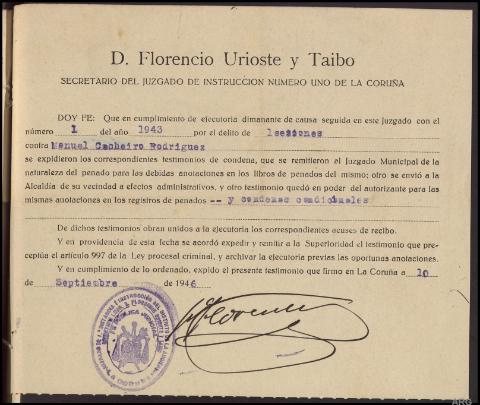 D. Florencio Urioste y Taibo
SECRETARIO DEL JUZGADO DE INSTRUCCION NUMERO UNO DE LA CORUÑA
DOY FE: Que en cumplimiento de ejecutoria dimanante de causa seguida en este juzgado con el
número 1 del año 1943 por el delito de lsesiones
contra Manuel Cacheiro Rodriguez
se expidieron los correspondientes testimonios de condena, que se remitieron al Juzgado Municipal de la
naturaleza del penado para las debidas anotaciones en los libros de penados del mismo; otro se envió a la
Alcaldía de su vecindad a efectos administrativos, y otro testimonio quedó en poder del autorizante para las
mismas anotaciones en los registros de penados -- y condenas condicionales
De dichos testimonios obran unidos a la ejecutoria los correspondientes acuses de recibo.
Y en providencia de esta fecha se acordó expedir y remitir a la Superioridad el testimonio que pre-
ceptúa el artículo 997 de la Ley procesal criminal, y archivar la ejecutoria previas las oportunas anotaciones.
Y en cumplimiento de lo ordenado, expido el presente testimonio que firmo en La Coruña a 10
de Septiembre de 1946
Florencio
ARG